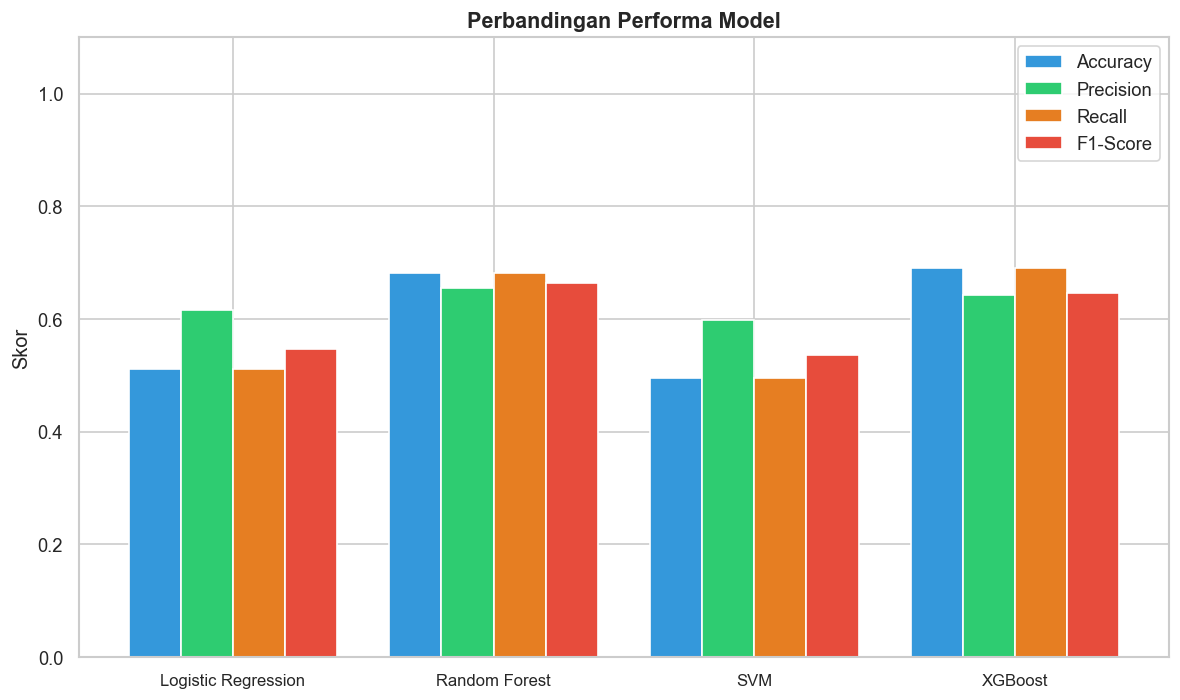 Perbandingan Performa Model
Accuracy
Precision
Recall
F1-Score
Skor
1.0
0.8
0.6
0.4
0.2
0.0
Logistic Regression
Random Forest
SVM
XGBoost